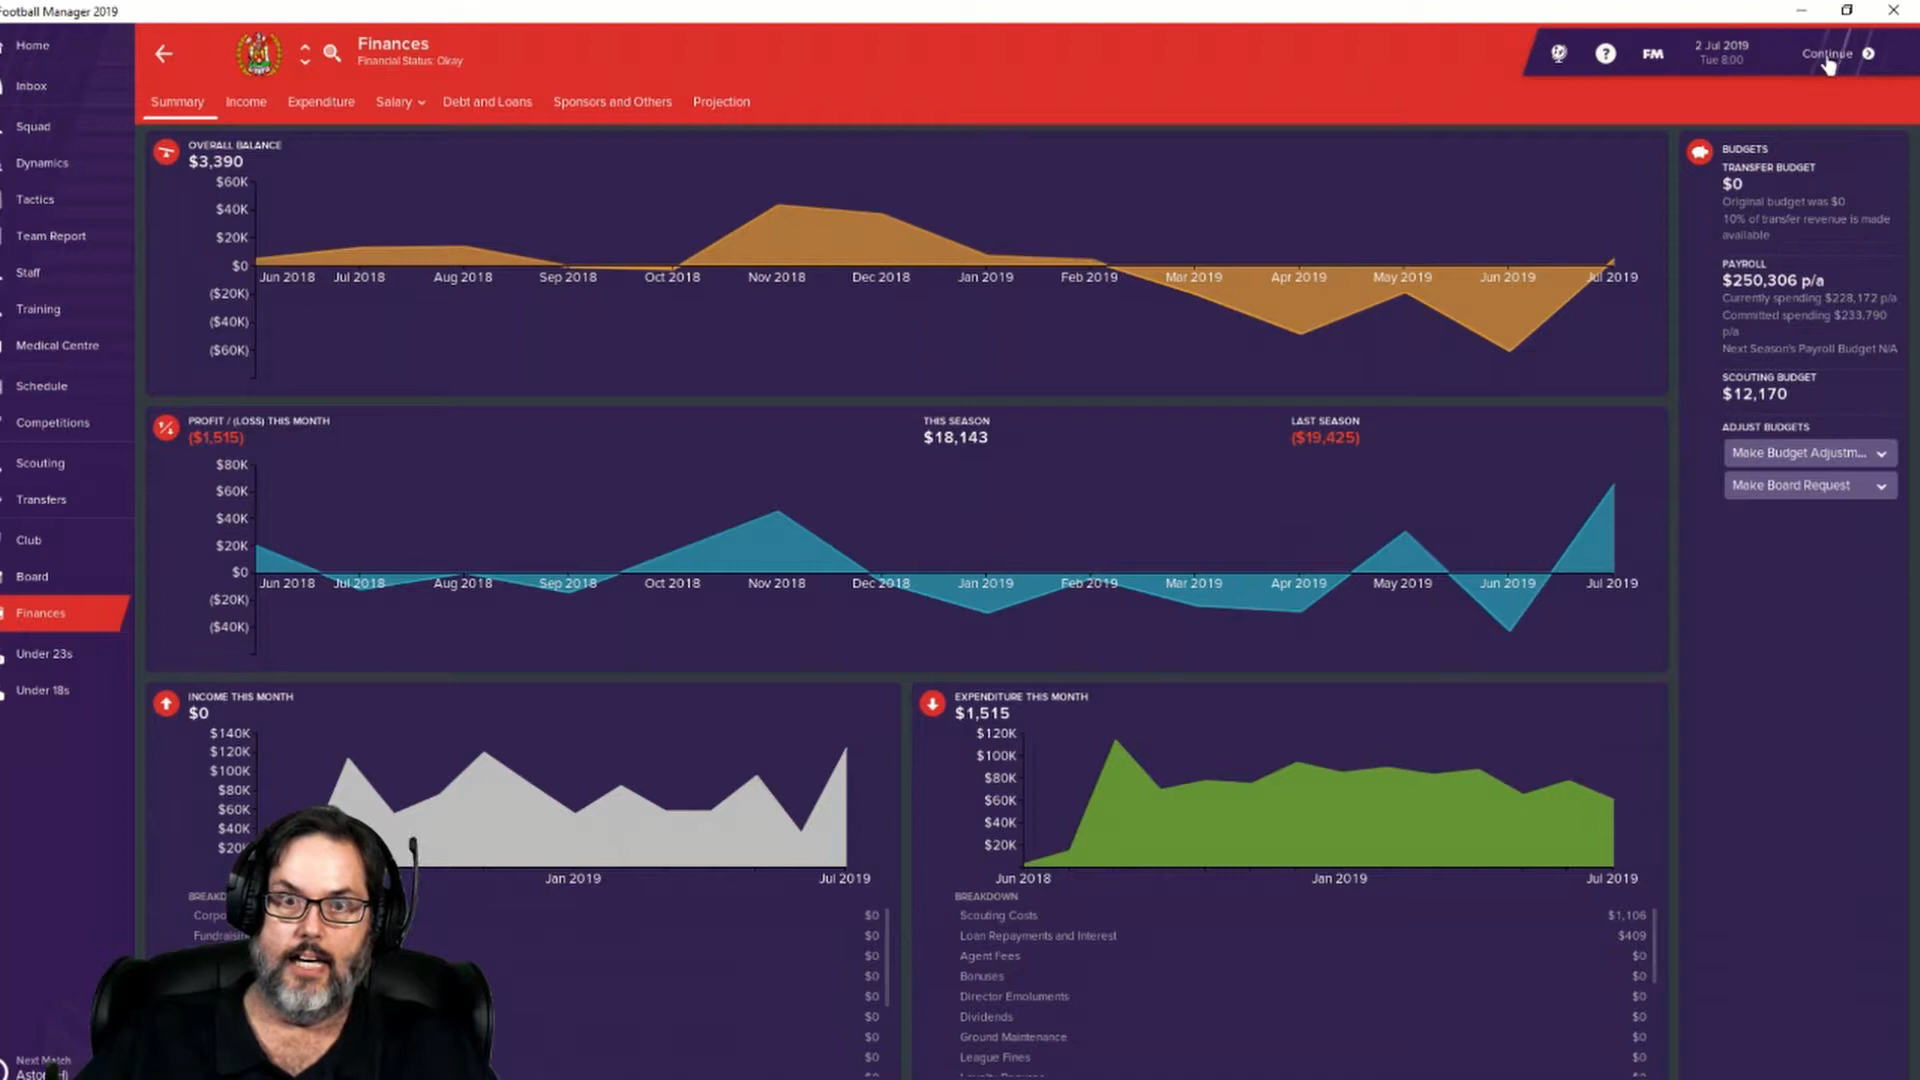 Football Manager 2019
Home
Inbox
Squad
Dynamics
Tactics
Team Report
Staff
Training
Medical Centre
Schedule
Competitions
Scouting
Transfers
Club
Board
Finances
Under 23s
Under 18s
Next Match
Finances
Financial Status: Okay
FM
2 Jul 2019
Tue 8:00
Continue
Summary Income Expenditure Salary Debt and Loans Sponsors and Others Projection
OVERALL BALANCE
$3,390
$60K
$40K
$20K
$0
($20K)
($40K)
($60K)
Jun 2018 Jul 2018 Aug 2018 Sep 2018 Oct 2018 Nov 2018 Dec 2018 Jan 2019 Feb 2019 Mar 2019 Apr 2019 May 2019 Jun 2019 Jul 2019
PROFIT / (LOSS) THIS MONTH
($1,515)
THIS SEASON
$18,143
LAST SEASON
($19,425)
$80K
$60K
$40K
$20K
$0
($20K)
($40K)
Jun 2018 Jul 2018 Aug 2018 Sep 2018 Oct 2018 Nov 2018 Dec 2018 Jan 2019 Feb 2019 Mar 2019 Apr 2019 May 2019 Jun 2019 Jul 2019
INCOME THIS MONTH
$0
$140K
$120K
$100K
$80K
$60K
$40K
Jan 2019 Jul 2019
$0
$0
$0
$0
$0
$0
$0
$0
EXPENDITURE THIS MONTH
$1,515
$120K
$100K
$80K
$60K
$40K
$20K
Jun 2018 Jan 2019 Jul 2019
BREAKDOWN
Scouting Costs $1,106
Loan Repayments and Interest $409
Agent Fees $0
Bonuses $0
Director Emoluments $0
Dividends $0
Ground Maintenance $0
League Fines $0
BUDGETS
TRANSFER BUDGET
$0
Original budget was $0
10% of transfer revenue is made
available
PAYROLL
$250,306 p/a
Currently spending $228,172 p/a
Committed spending $233,790
p/a
Next Season's Payroll Budget N/A
SCOUTING BUDGET
$12,170
ADJUST BUDGETS
Make Budget Adjustm...
Make Board Request